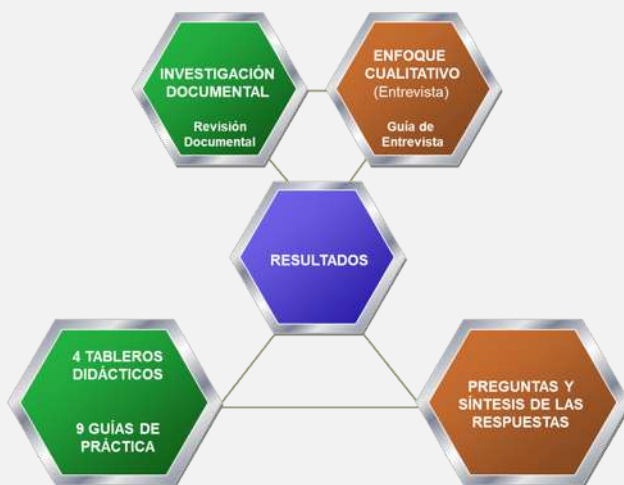 INVESTIGACIÓN
DOCUMENTAL
Revisión
Documental
ENFOQUE
CUALITATIVO
(Entrevista)
Guía de
Entrevista
RESULTADOS
4 TABLEROS
DIDÁCTICOS
9 GUÍAS DE
PRÁCTICA
PREGUNTAS Y
SÍNTESIS DE LAS
RESPUESTAS